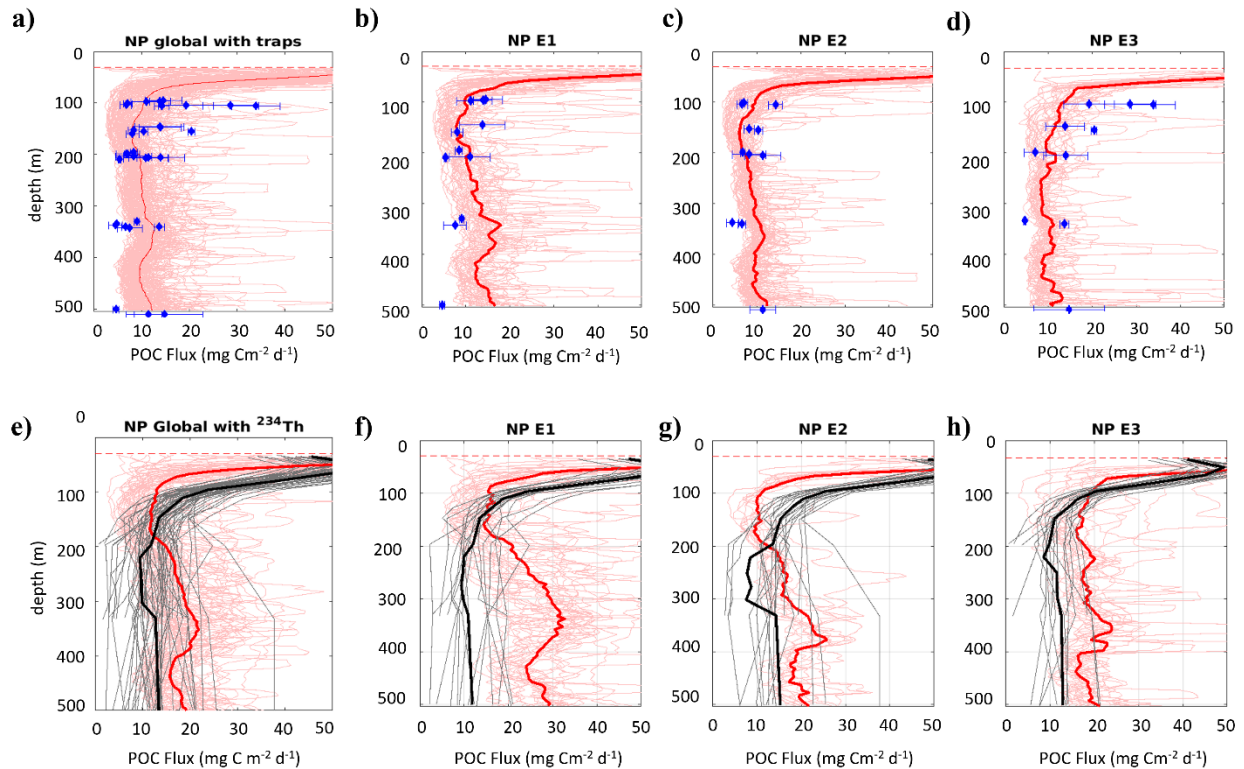 a)
NP global with traps
0
100
200
300
400
500
depth (m)
0 10 20 30 40 50
POC Flux (mg Cm⁻² d⁻¹)
b)
NP E1
0
100
200
300
400
500
0 10 20 30 40 50
POC Flux (mg Cm⁻² d⁻¹)
c)
NP E2
0
100
200
300
400
500
0 10 20 30 40 50
POC Flux (mg Cm⁻² d⁻¹)
d)
NP E3
0
100
200
300
400
500
0 10 20 30 40 50
POC Flux (mg Cm⁻² d⁻¹)
e)
NP Global with ²³⁴Th
0
100
200
300
400
500
depth (m)
0 10 20 30 40 50
POC Flux (mg C m⁻² d⁻¹)
f)
NP E1
0
100
200
300
400
500
0 10 20 30 40 50
POC Flux (mg Cm⁻² d⁻¹)
g)
NP E2
0
100
200
300
400
500
0 10 20 30 40 50
POC Flux (mg Cm⁻² d⁻¹)
h)
NP E3
0
100
200
300
400
500
0 10 20 30 40 50
POC Flux (mg Cm⁻² d⁻¹)